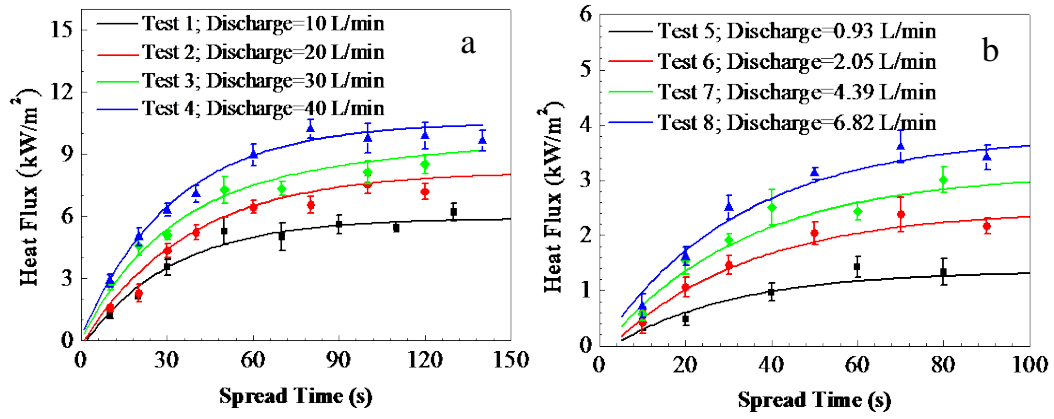 Test 1; Discharge=10 L/min
Test 2; Discharge=20 L/min
Test 3; Discharge=30 L/min
Test 4; Discharge=40 L/min
a
15
12
9
6
3
0
Heat Flux (kW/m²)
0 30 60 90 120 150
Spread Time (s)
Test 5; Discharge=0.93 L/min
Test 6; Discharge=2.05 L/min
Test 7; Discharge=4.39 L/min
Test 8; Discharge=6.82 L/min
b
6
5
4
3
2
1
0
Heat Flux (kW/m²)
0 20 40 60 80 100
Spread Time (s)